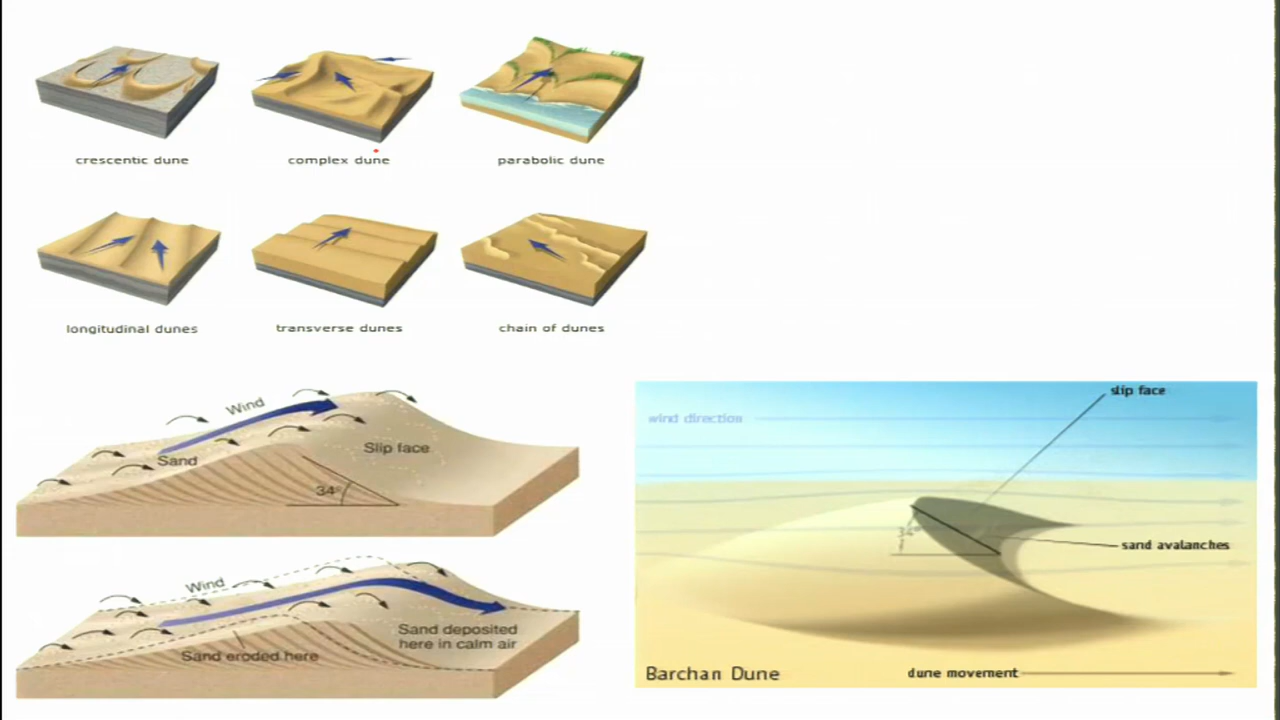 crescentic dune
complex dune
parabolic dune
longitudinal dunes
transverse dunes
chain of dunes
Wind
Sand
Slip face
34°
Wind
Sand eroded here
Sand deposited
here in calm air
slip face
wind direction
34°
sand avalanches
Barchan Dune
dune movement